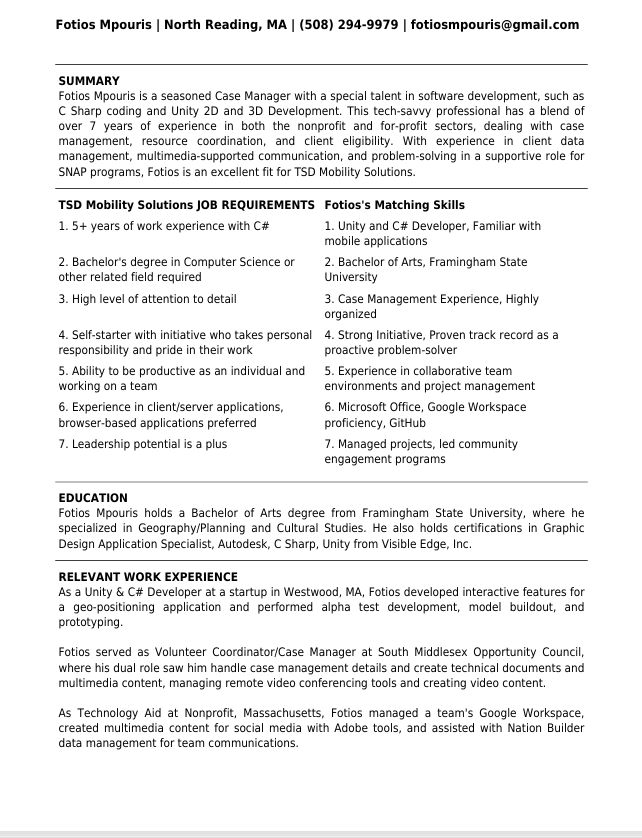 Fotios Mpouris | North Reading, MA | (508) 294-9979 | fotiosmpouris@gmail.com
SUMMARY
Fotios Mpouris is a seasoned Case Manager with a special talent in software development, such as
C Sharp coding and Unity 2D and 3D Development. This tech-savvy professional has a blend of
over 7 years of experience in both the nonprofit and for-profit sectors, dealing with case
management, resource coordination, and client eligibility. With experience in client data
management, multimedia-supported communication, and problem-solving in a supportive role for
SNAP programs, Fotios is an excellent fit for TSD Mobility Solutions.
TSD Mobility Solutions JOB REQUIREMENTS Fotios's Matching Skills
1. 5+ years of work experience with C# 1. Unity and C# Developer, Familiar with
mobile applications
2. Bachelor's degree in Computer Science or 2. Bachelor of Arts, Framingham State
other related field required University
3. High level of attention to detail 3. Case Management Experience, Highly
organized
4. Self-starter with initiative who takes personal 4. Strong Initiative, Proven track record as a
responsibility and pride in their work proactive problem-solver
5. Ability to be productive as an individual and 5. Experience in collaborative team
working on a team environments and project management
6. Experience in client/server applications, 6. Microsoft Office, Google Workspace
browser-based applications preferred proficiency, GitHub
7. Leadership potential is a plus 7. Managed projects, led community
engagement programs
EDUCATION
Fotios Mpouris holds a Bachelor of Arts degree from Framingham State University, where he
specialized in Geography/Planning and Cultural Studies. He also holds certifications in Graphic
Design Application Specialist, Autodesk, C Sharp, Unity from Visible Edge, Inc.
RELEVANT WORK EXPERIENCE
As a Unity & C# Developer at a startup in Westwood, MA, Fotios developed interactive features for
a geo-positioning application and performed alpha test development, model buildout, and
prototyping.
Fotios served as Volunteer Coordinator/Case Manager at South Middlesex Opportunity Council,
where his dual role saw him handle case management details and create technical documents and
multimedia content, managing remote video conferencing tools and creating video content.
As Technology Aid at Nonprofit, Massachusetts, Fotios managed a team's Google Workspace,
created multimedia content for social media with Adobe tools, and assisted with Nation Builder
data management for team communications.